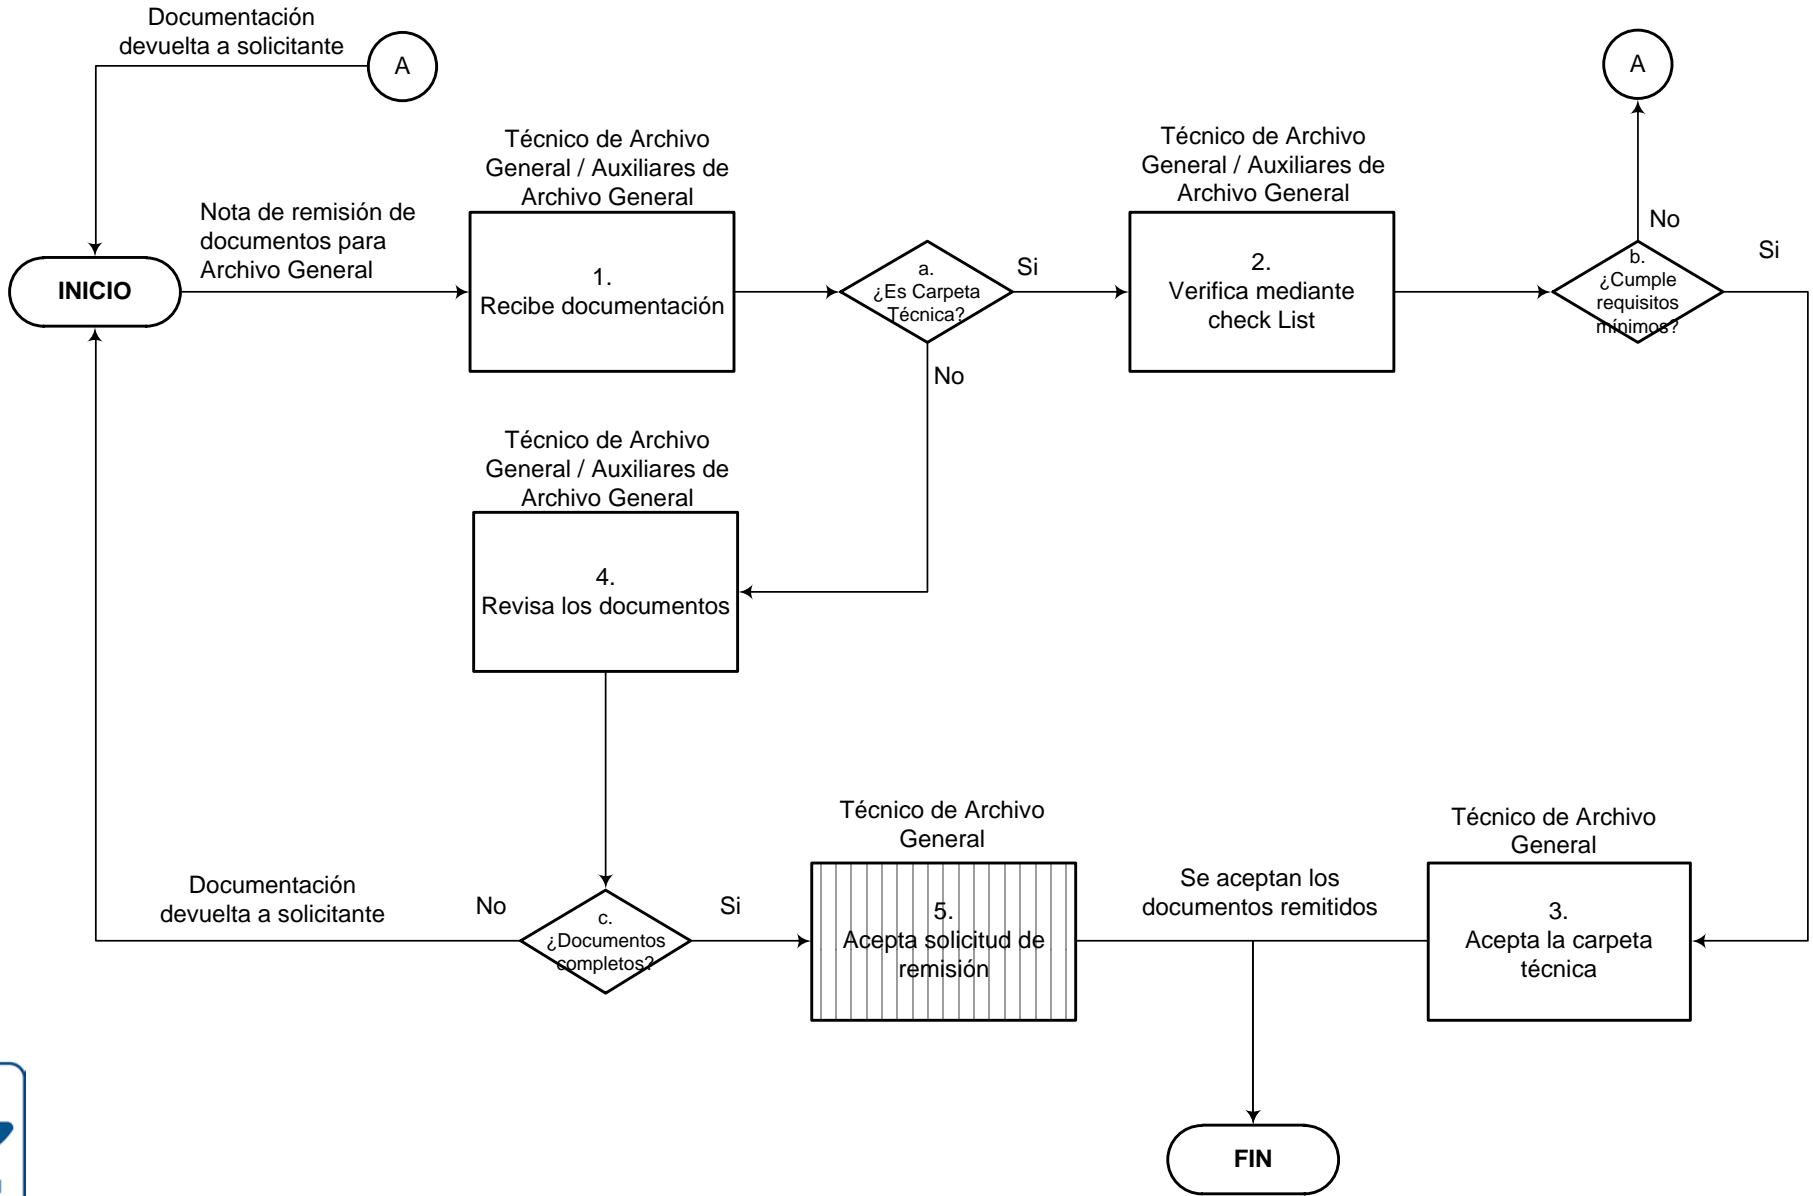 Documentación
devuelta a solicitante
A
A
Técnico de Archivo
General / Auxiliares de
Archivo General
Técnico de Archivo
General / Auxiliares de
Archivo General
Nota de remisión de
documentos para
Archivo General
INICIO
1.
Recibe documentación
a.
¿Es Carpeta
Técnica?
Si
No
2.
Verifica mediante
check List
b.
¿Cumple
requisitos
mínimos?
No
Si
Técnico de Archivo
General / Auxiliares de
Archivo General
4.
Revisa los documentos
Documentación
devuelta a solicitante
No
c.
¿Documentos
completos?
Si
Técnico de Archivo
General
5.
Acepta solicitud de
remisión
Se aceptan los
documentos remitidos
Técnico de Archivo
General
3.
Acepta la carpeta
técnica
FIN